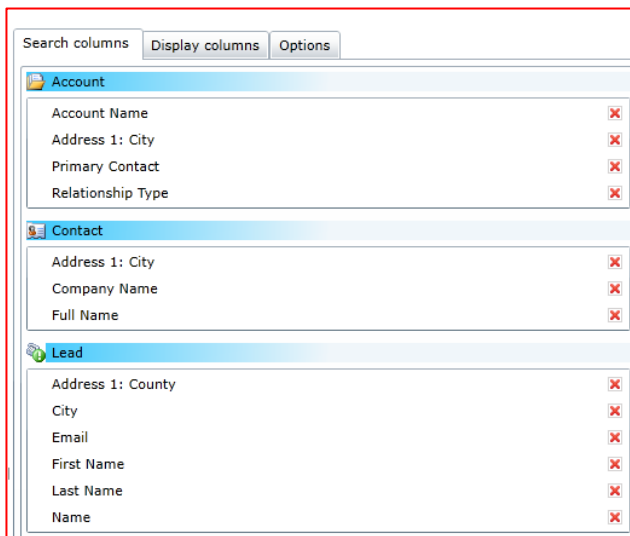 Search columns Display columns Options
Account
Account Name
Address 1: City
Primary Contact
Relationship Type
Contact
Address 1: City
Company Name
Full Name
Lead
Address 1: County
City
Email
First Name
Last Name
Name